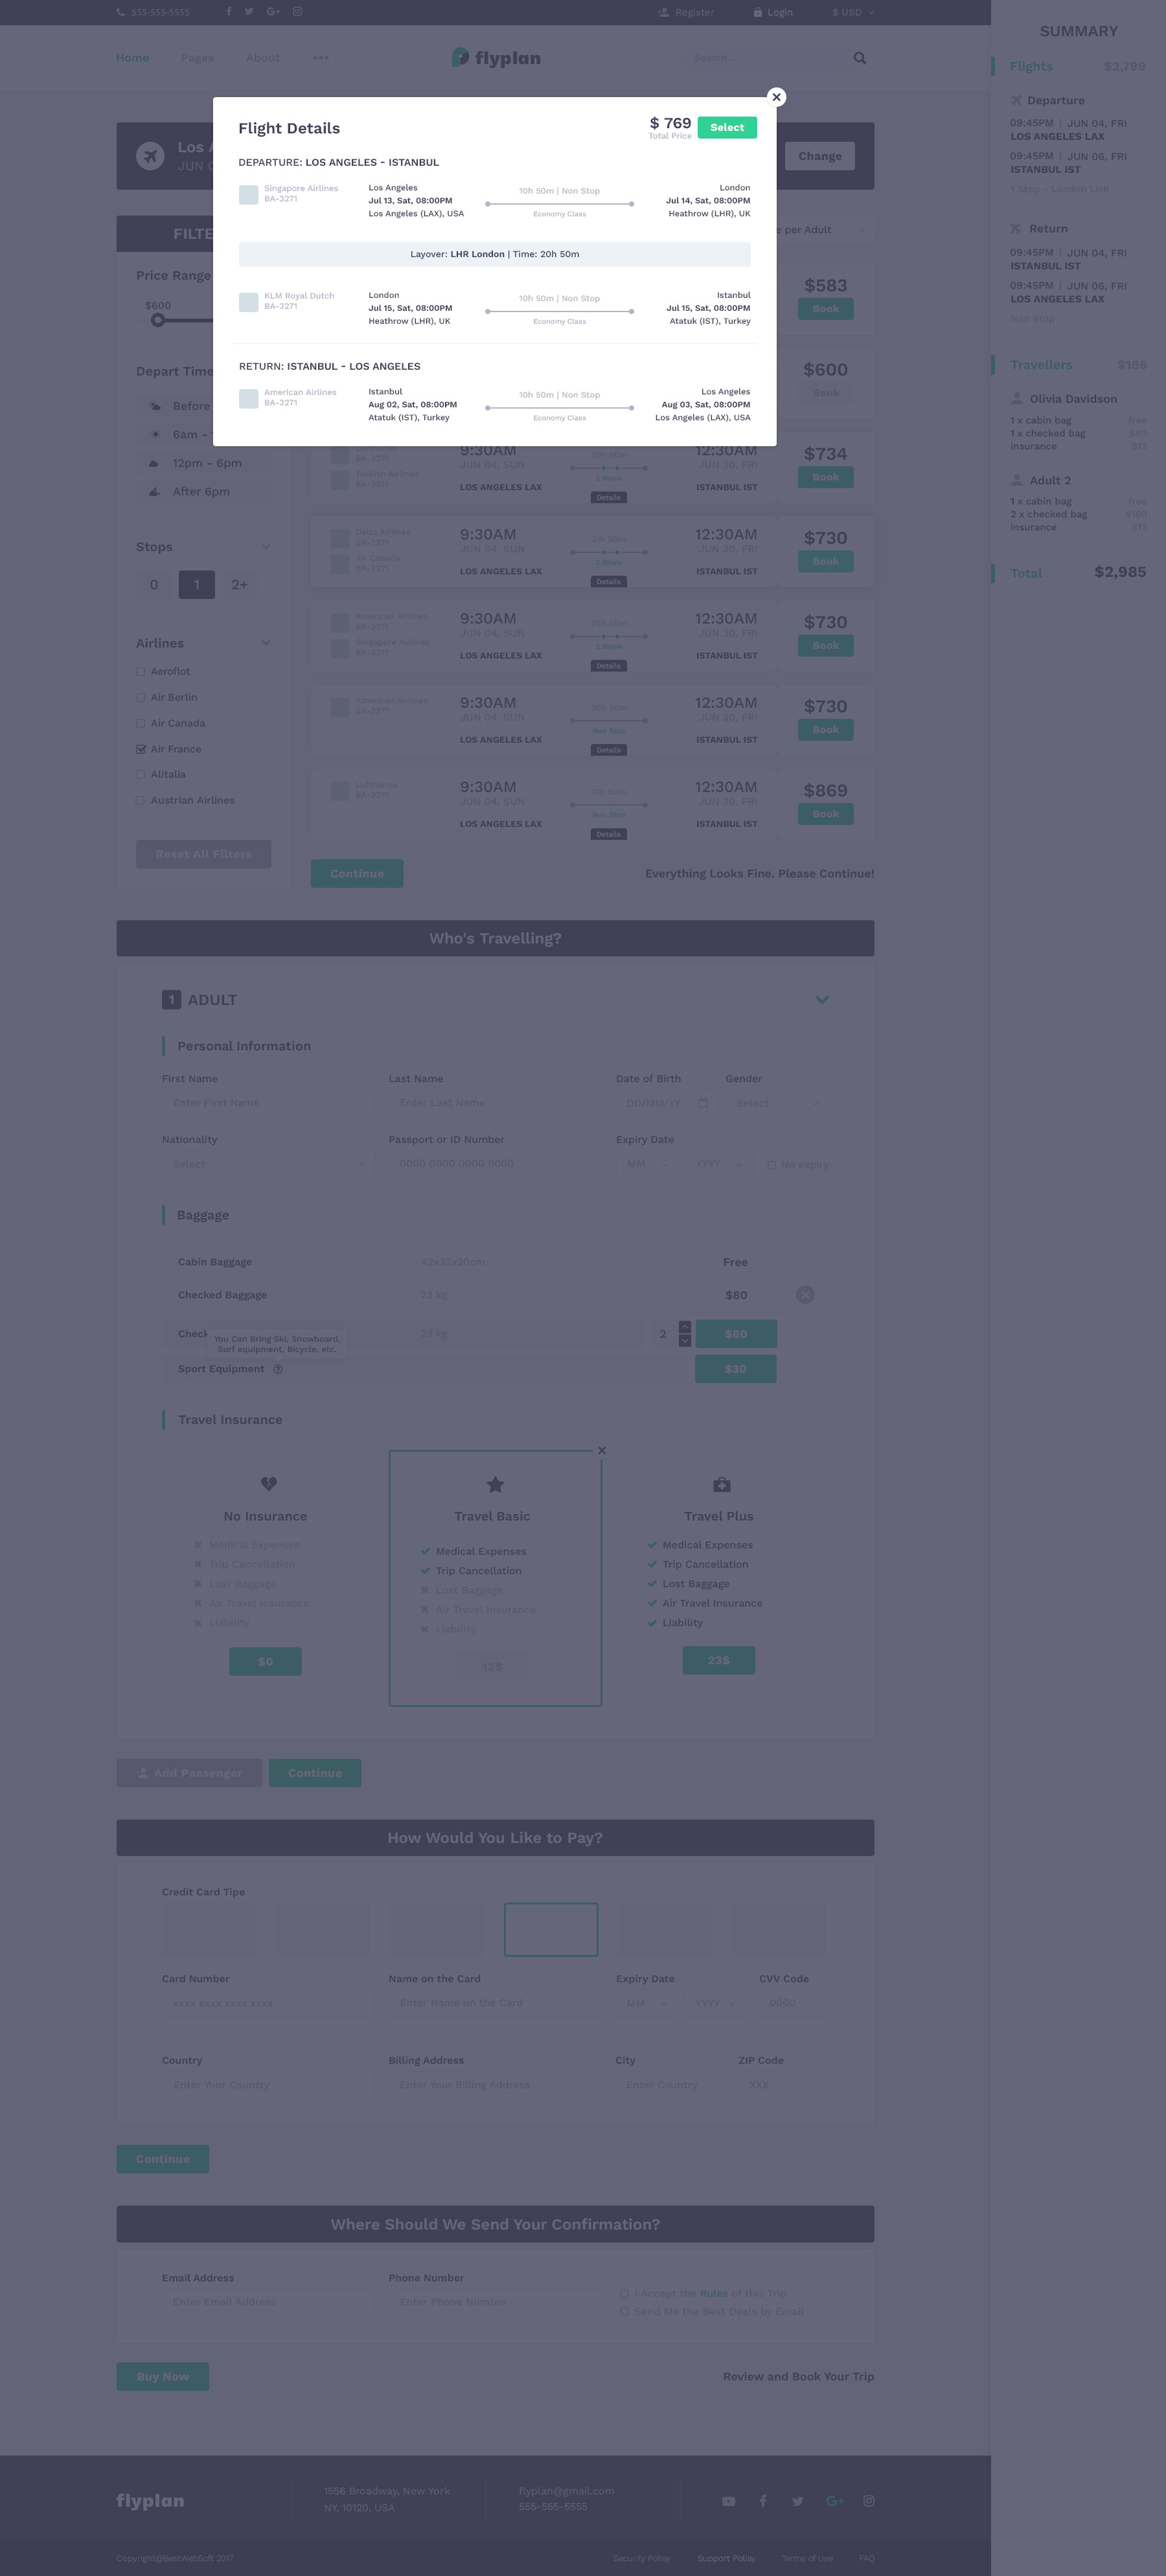 555-555-5555
Register
Login
$ USD
Home
Pages
About
flyplan
Search...
Los A
JUN 0
Change
Flight Details
$ 769
Total Price
Select
DEPARTURE: LOS ANGELES - ISTANBUL
Singapore Airlines
BA-3271
Los Angeles
Jul 13, Sat, 08:00PM
Los Angeles (LAX), USA
10h 50m | Non Stop
Economy Class
London
Jul 14, Sat, 08:00PM
Heathrow (LHR), UK
Layover: LHR London | Time: 20h 50m
KLM Royal Dutch
BA-3271
London
Jul 15, Sat, 08:00PM
Heathrow (LHR), UK
10h 50m | Non Stop
Economy Class
Istanbul
Jul 15, Sat, 08:00PM
Atatuk (IST), Turkey
RETURN: ISTANBUL - LOS ANGELES
American Airlines
BA-3271
Istanbul
Aug 02, Sat, 08:00PM
Atatuk (IST), Turkey
10h 50m | Non Stop
Economy Class
Los Angeles
Aug 03, Sat, 08:00PM
Los Angeles (LAX), USA
FILTE
Price Range
$600
Depart Time
Before
6am -
12pm - 6pm
After 6pm
Stops
0
1
2+
Airlines
Aeroflot
Air Berlin
Air Canada
Air France
Alitalia
Austrian Airlines
Reset All Filters
e per Adult
$583
Book
$600
Book
BA-3271
Turkish Airlines
BA-3271
9:30AM
JUN 04, SUN
LOS ANGELES LAX
2 Stops
Details
12:30AM
JUN 30, FRI
ISTANBUL IST
$734
Book
Delta Airlines
BA-3271
Air Canada
BA-3271
9:30AM
JUN 04, SUN
LOS ANGELES LAX
21h 50m
2 Stops
Details
12:30AM
JUN 30, FRI
ISTANBUL IST
$730
Book
American Airlines
BA-3271
Singapore Airlines
BA-3271
9:30AM
JUN 04, SUN
LOS ANGELES LAX
24h 50m
2 Stops
Details
12:30AM
JUN 30, FRI
ISTANBUL IST
$730
Book
American Airlines
BA-3271
9:30AM
JUN 04, SUN
LOS ANGELES LAX
Non Stop
Details
12:30AM
JUN 30, FRI
ISTANBUL IST
$730
Book
Lufthansa
BA-3271
9:30AM
JUN 04, SUN
LOS ANGELES LAX
Non Stop
Details
12:30AM
JUN 30, FRI
ISTANBUL IST
$869
Book
Continue
Everything Looks Fine. Please Continue!
Who's Travelling?
1 ADULT
Personal Information
First Name
Enter First Name
Last Name
Enter Last Name
Date of Birth
DD/MM/YY
Gender
Select
Nationality
Select
Passport or ID Number
0000 0000 0000 0000
Expiry Date
MM
YYYY
No expiry
Baggage
Cabin Baggage
42x22x20cm
Free
Checked Baggage
23 kg
$80
Check
23 kg
2
$80
You Can Bring Ski, Snowboard,
Surf equipment, Bicycle, etc.
Sport Equipment
$30
Travel Insurance
No Insurance
Medical Expenses
Trip Cancellation
Lost Baggage
Air Travel Insurance
Liability
$0
Travel Basic
Medical Expenses
Trip Cancellation
Lost Baggage
Air Travel Insurance
Liability
13$
Travel Plus
Medical Expenses
Trip Cancellation
Lost Baggage
Air Travel Insurance
Liability
23$
Add Passenger
Continue
How Would You Like to Pay?
Credit Card Tipe
Card Number
xxxx xxxx xxxx xxxx
Name on the Card
Enter Name on the Card
Expiry Date
MM
YYYY
CVV Code
0000
Country
Enter Your Country
Billing Address
Enter Your Billing Address
City
Enter Country
ZIP Code
XXX
Continue
Where Should We Send Your Confirmation?
Email Address
Enter Email Address
Phone Number
Enter Phone Number
I Accept the Rules of this Trip
Send Me the Best Deals by Email
Buy Now
Review and Book Your Trip
flyplan
1556 Broadway, New York
NY, 10120, USA
flyplan@gmail.com
555-555-5555
Copyright@BestWebSoft 2017
Security Polisy
Support Polisy
Terms of Use
FAQ
SUMMARY
Flights
$2,799
Departure
09:45PM | JUN 04, FRI
LOS ANGELES LAX
09:45PM | JUN 06, FRI
ISTANBUL IST
1 Stop - London LHR
Return
09:45PM | JUN 04, FRI
ISTANBUL IST
09:45PM | JUN 06, FRI
LOS ANGELES LAX
Non Stop
Travellers
$186
Olivia Davidson
1 x cabin bag
free
1 x checked bag
$80
insurance
$13
Adult 2
1 x cabin bag
free
2 x checked bag
$160
insurance
$13
Total
$2,985